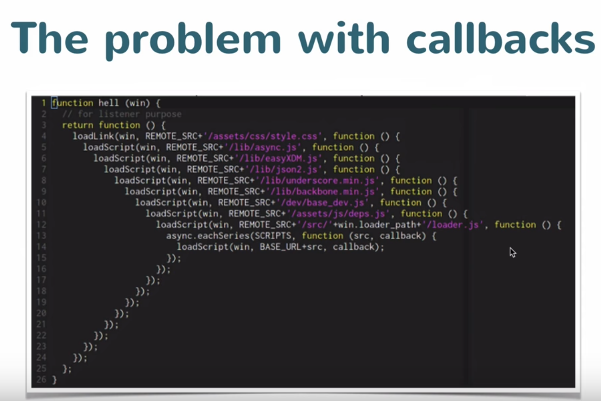 The problem with callbacks
1 function hell (win) {
2 // for listener purpose
3 return function () {
4 loadLink(win, REMOTE_SRC+'/assets/css/style.css', function () {
5 loadScript(win, REMOTE_SRC+'/lib/async.js', function () {
6 loadScript(win, REMOTE_SRC+'/lib/easyXDM.js', function () {
7 loadScript(win, REMOTE_SRC+'/lib/json2.js', function () {
8 loadScript(win, REMOTE_SRC+'/lib/underscore.min.js', function () {
9 loadScript(win, REMOTE_SRC+'/lib/backbone.min.js', function () {
10 loadScript(win, REMOTE_SRC+'/dev/base_dev.js', function () {
11 loadScript(win, REMOTE_SRC+'/assets/js/deps.js', function () {
12 loadScript(win, REMOTE_SRC+'/src/'+win.loader_path+'/loader.js', function () {
13 async.eachSeries(SCRIPTS, function (src, callback) {
14 loadScript(win, BASE_URL+src, callback);
15 });
16 });
17 });
18 });
19 });
20 });
21 });
22 });
23 });
24 });
25 };
26 }